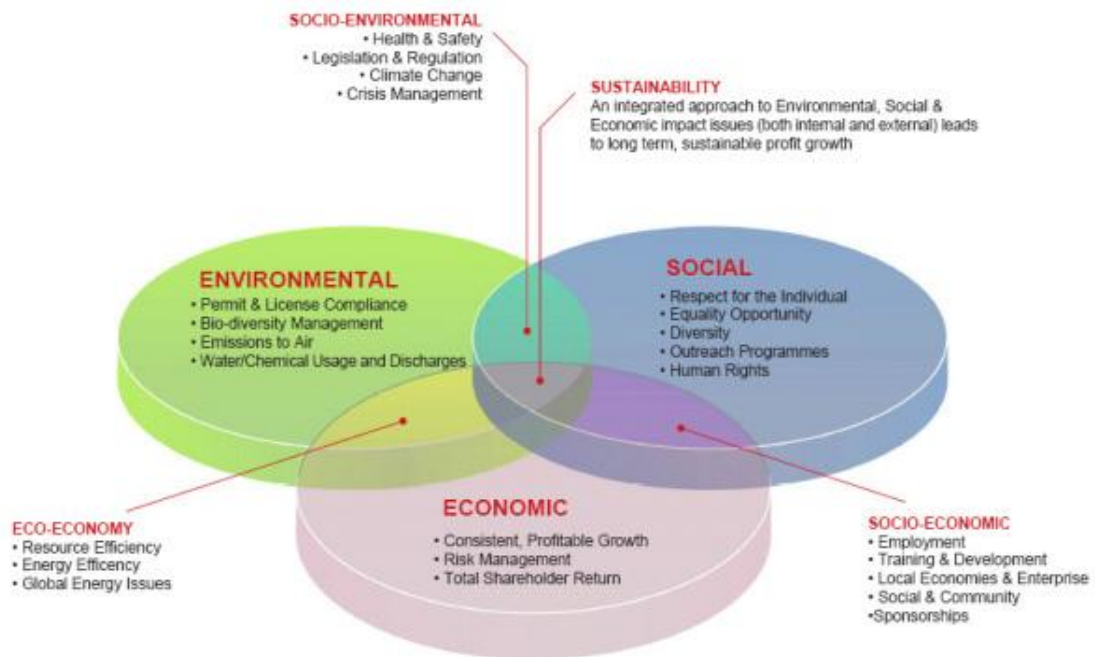 SOCIO-ENVIRONMENTAL
• Health & Safety
• Legislation & Regulation
• Climate Change
• Crisis Management
SUSTAINABILITY
An integrated approach to Environmental, Social &
Economic impact issues (both internal and external) leads
to long term, sustainable profit growth
ENVIRONMENTAL
• Permit & License Compliance
• Bio-diversity Management
• Emissions to Air
• Water/Chemical Usage and Discharges
SOCIAL
• Respect for the Individual
• Equality Opportunity
• Diversity
• Outreach Programmes
• Human Rights
ECO-ECONOMY
• Resource Efficiency
• Energy Efficency
• Global Energy Issues
ECONOMIC
• Consistent, Profitable Growth
• Risk Management
• Total Shareholder Return
SOCIO-ECONOMIC
• Employment
• Training & Development
• Local Economies & Enterprise
• Social & Community
•Sponsorships